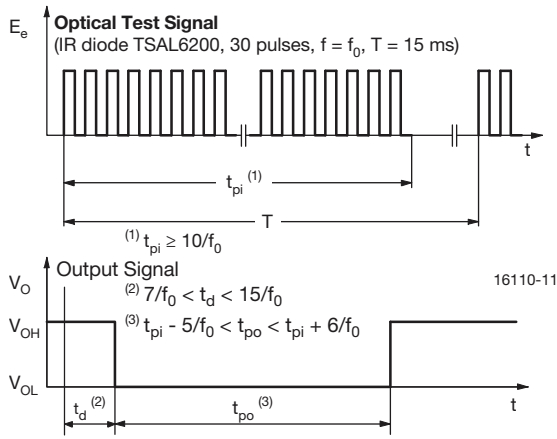 E_e
Optical Test Signal
(IR diode TSAL6200, 30 pulses, f = f_0, T = 15 ms)
t
t_pi (1)
T
(1) t_pi ≥ 10/f_0
V_O
Output Signal
16110-11
(2) 7/f_0 < t_d < 15/f_0
V_OH
(3) t_pi - 5/f_0 < t_po < t_pi + 6/f_0
V_OL
t
t_d (2)
t_po (3)